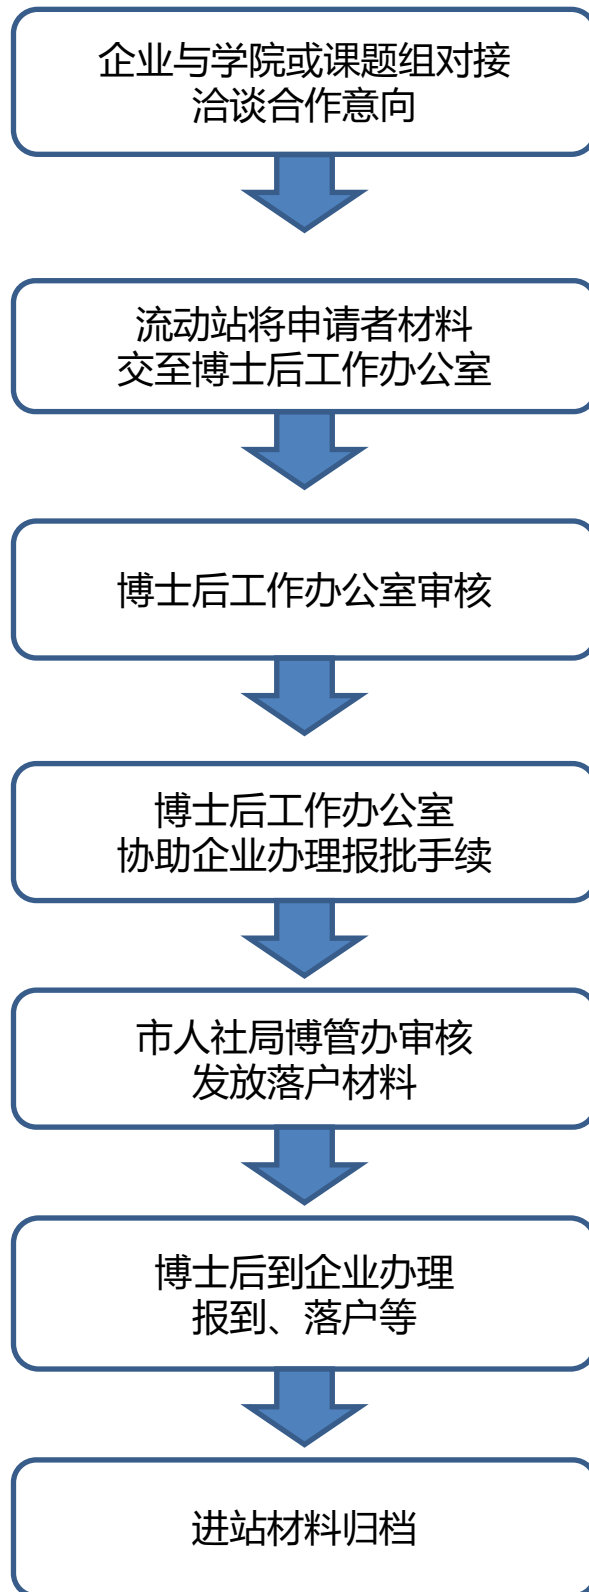 企业与学院或课题组对接
洽谈合作意向
流动站将申请者材料
交至博士后工作办公室
博士后工作办公室审核
博士后工作办公室
协助企业办理报批手续
市人社局博管办审核
发放落户材料
博士后到企业办理
报到、落户等
进站材料归档